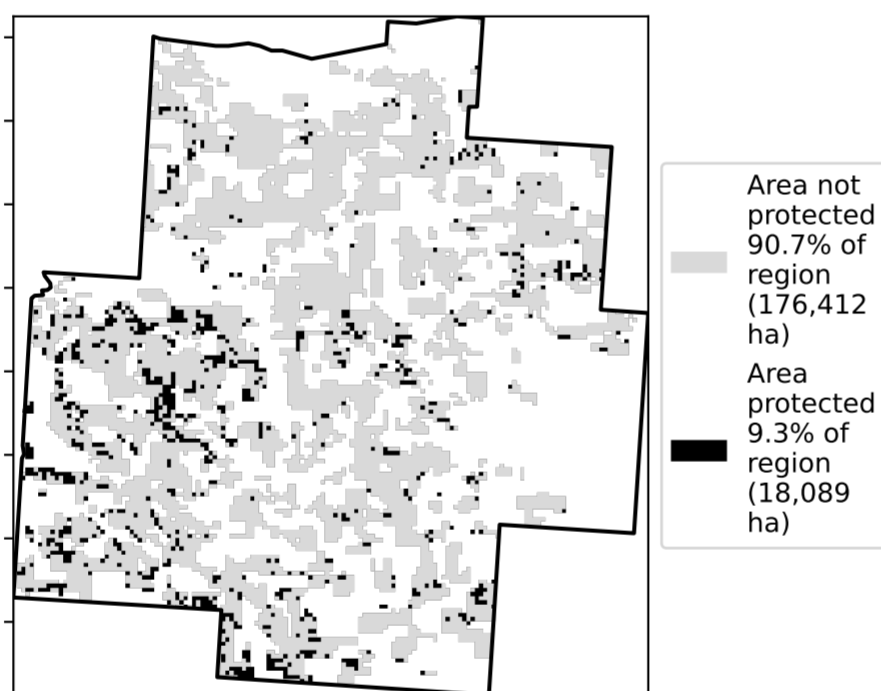 Area not
protected
90.7% of
region
(176,412
ha)
Area
protected
9.3% of
region
(18,089
ha)